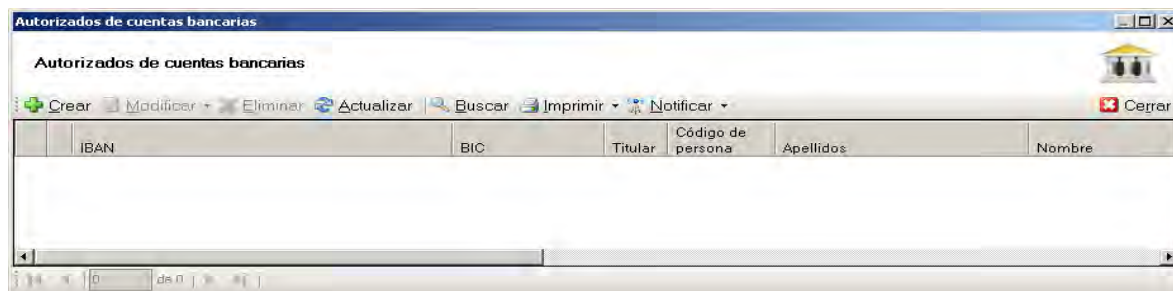 Autorizados de cuentas bancarias
Autorizados de cuentas bancarias
Crear Modificar Eliminar Actualizar Buscar Imprimir Notificar Cerrar
IBAN BIC Titular Código de persona Apellidos Nombre
0 de 0